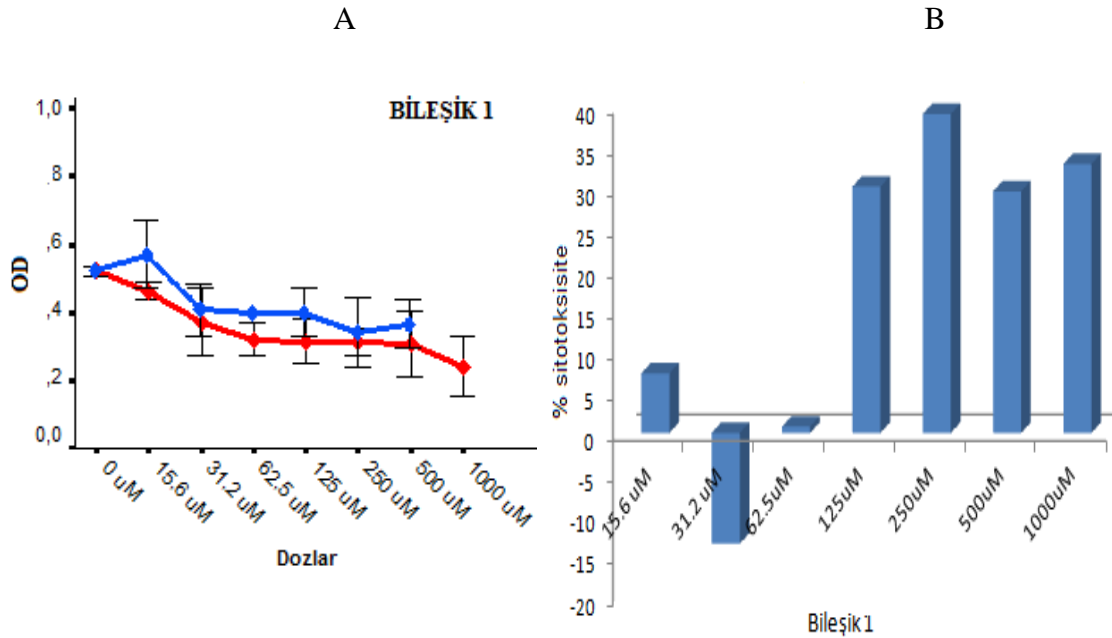 A
B
BİLEŞİK 1
OD
1,0
,8
,6
,4
,2
0,0
0 uM
15.6 uM
31.2 uM
62.5 uM
125 uM
250 uM
500 uM
1000 uM
Dozlar
% sitotoksisite
40
35
30
25
20
15
10
5
0
-5
-10
-15
-20
15.6 uM
31.2 uM
62.5uM
125uM
250uM
500uM
1000uM
Bileşik 1